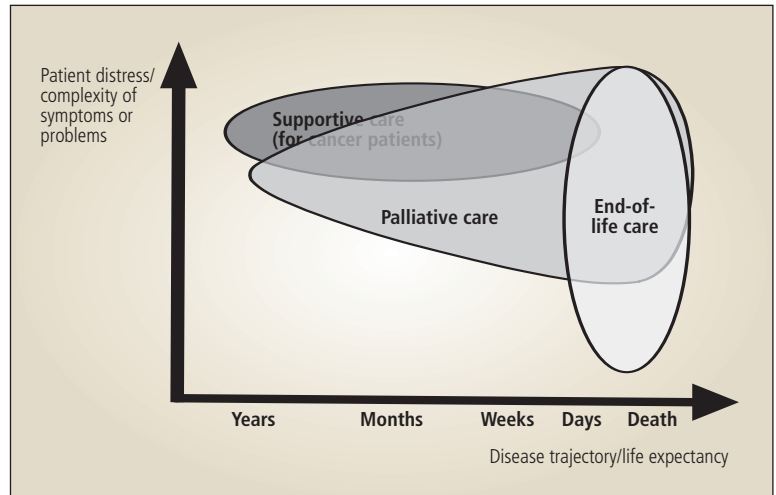 Patient distress/
complexity of
symptoms or
problems
Supportive care
(for cancer patients)
Palliative care
End-of-
life care
Years Months Weeks Days Death
Disease trajectory/life expectancy